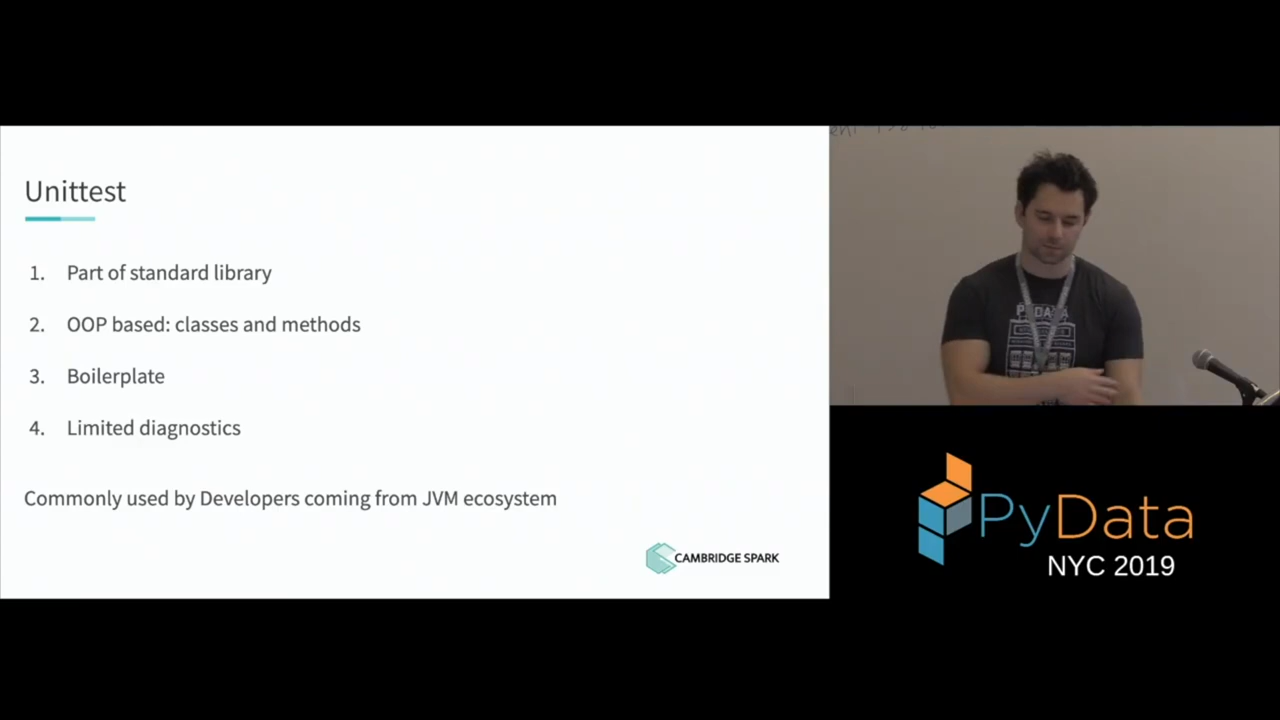 Unittest
1. Part of standard library
2. OOP based: classes and methods
3. Boilerplate
4. Limited diagnostics
Commonly used by Developers coming from JVM ecosystem
CAMBRIDGE SPARK
PYDATA
PyData
NYC 2019